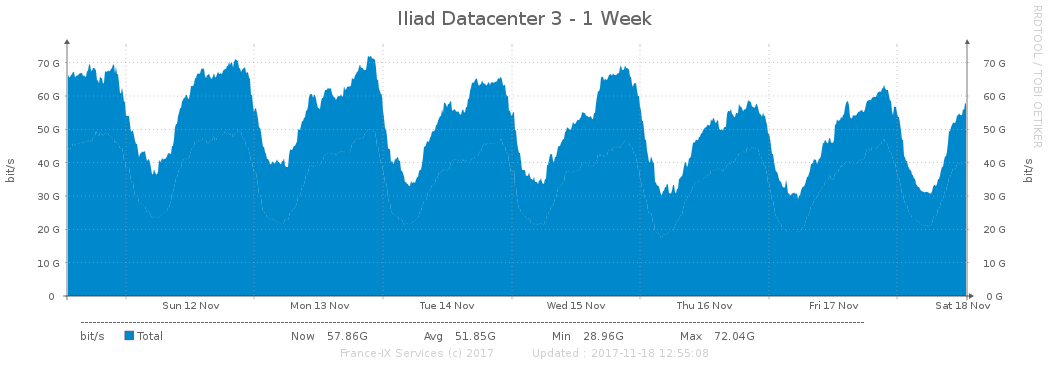 Iliad Datacenter 3 - 1 Week
RRDTOOL / TOBI OETIKER
70 G 70 G
60 G 60 G
50 G 50 G
40 G 40 G
30 G 30 G
20 G 20 G
10 G 10 G
0 0 G
bit/s bit/s
Sun 12 Nov Mon 13 Nov Tue 14 Nov Wed 15 Nov Thu 16 Nov Fri 17 Nov Sat 18 Nov
bit/s Total Now 57.86G Avg 51.85G Min 28.96G Max 72.04G
France-IX Services (c) 2017 Updated : 2017-11-18 12:55:08